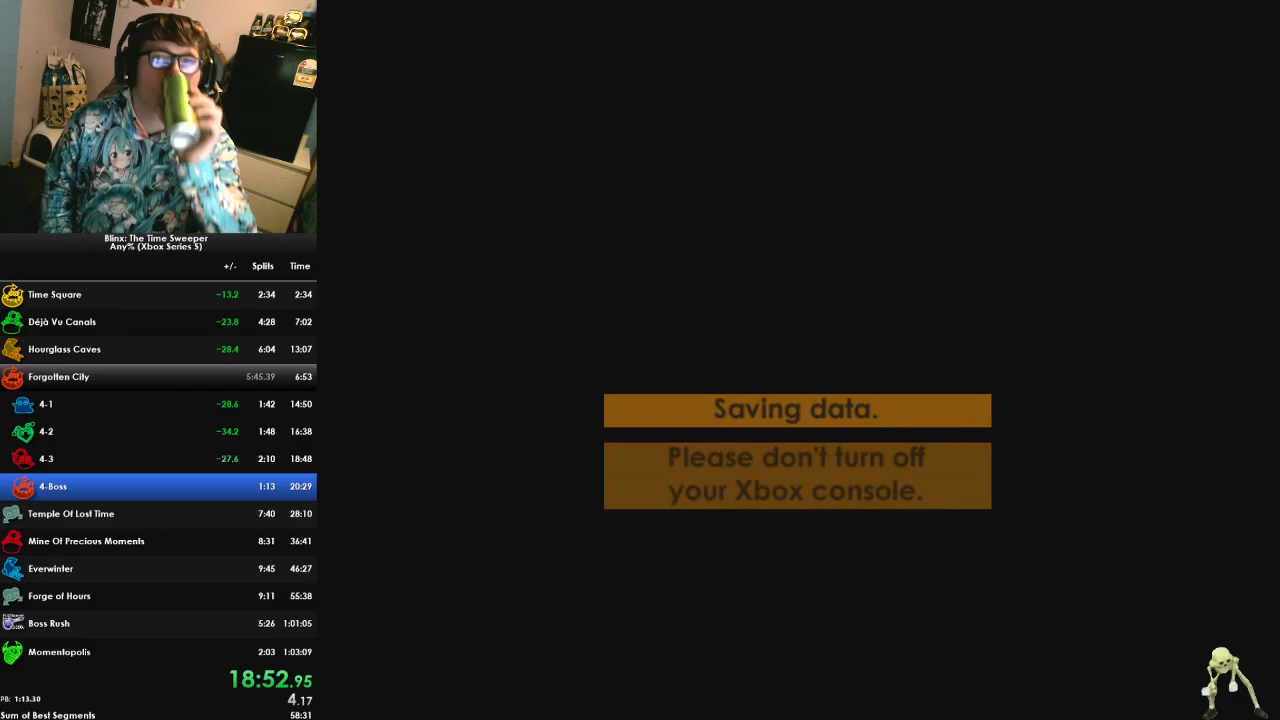 Blinx: The Time Sweeper
Any% (Xbox Series S)
+/- Splits Time
Time Square -13.2 2:34 2:34
Déjà Vu Canals -23.8 4:28 7:02
Hourglass Caves -28.4 6:04 13:07
Forgotten City 5:45.39 6:53
4-1 -28.6 1:42 14:50
4-2 -34.2 1:48 16:38
4-3 -27.6 2:10 18:48
4-Boss 1:13 20:29
Temple Of Lost Time 7:40 28:10
Mine Of Precious Moments 8:31 36:41
Everwinter 9:45 46:27
Forge of Hours 9:11 55:38
Boss Rush 5:26 1:01:05
Momentopolis 2:03 1:03:09
18:52.95
PB: 1:13.30 4.17
Sum of Best Segments 58:31
Saving data.
Please don't turn off
your Xbox console.